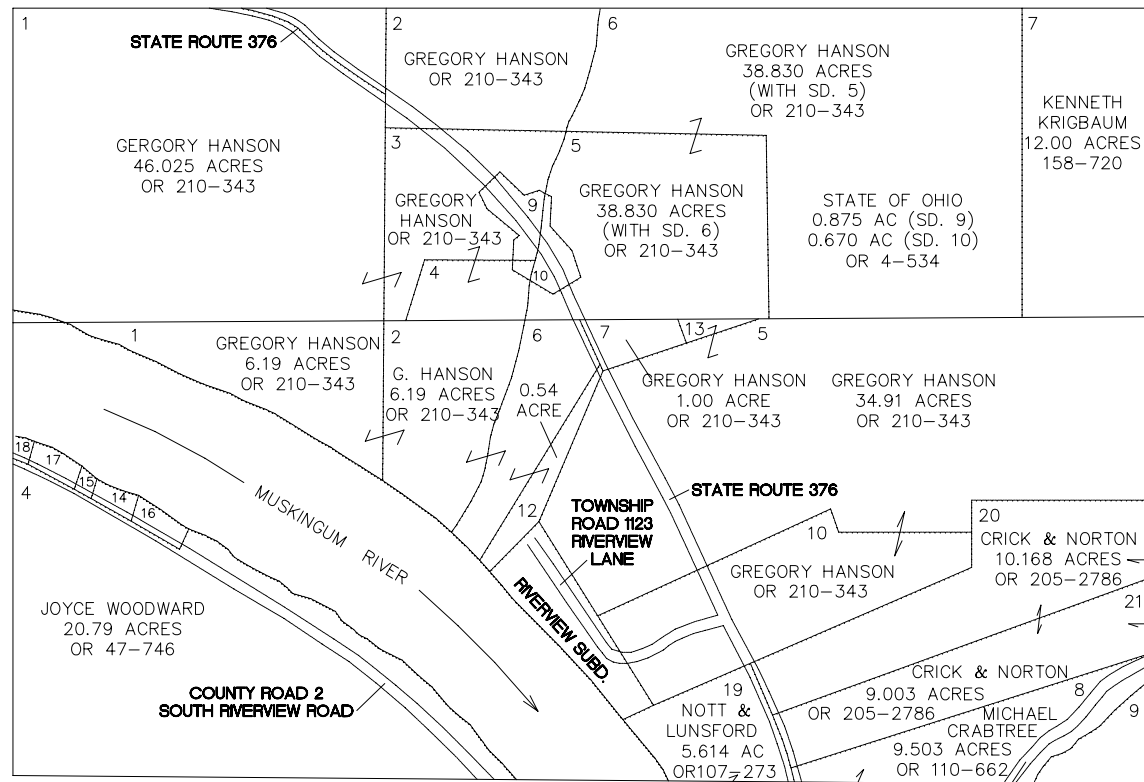 1
2
6
7
STATE ROUTE 376
GREGORY HANSON
OR 210-343
GREGORY HANSON
38.830 ACRES
(WITH SD. 5)
OR 210-343
KENNETH
KRIGBAUM
12.00 ACRES
158-720
GERGORY HANSON
46.025 ACRES
OR 210-343
3
5
GREGORY
HANSON
OR 210-343
9
GREGORY HANSON
38.830 ACRES
(WITH SD. 6)
OR 210-343
STATE OF OHIO
0.875 AC (SD. 9)
0.670 AC (SD. 10)
OR 4-534
4
10
1
GREGORY HANSON
6.19 ACRES
OR 210-343
2
G. HANSON
6.19 ACRES
OR 210-343
6
0.54
ACRE
7
13
5
GREGORY HANSON
1.00 ACRE
OR 210-343
GREGORY HANSON
34.91 ACRES
OR 210-343
18
17
15
14
16
4
MUSKINGUM RIVER
12
TOWNSHIP
ROAD 1123
RIVERVIEW
LANE
STATE ROUTE 376
10
GREGORY HANSON
OR 210-343
20
CRICK & NORTON
10.168 ACRES
OR 205-2786
21
JOYCE WOODWARD
20.79 ACRES
OR 47-746
RIVERVIEW SUBD.
COUNTY ROAD 2
SOUTH RIVERVIEW ROAD
19
NOTT &
LUNSFORD
5.614 AC
OR107-273
CRICK & NORTON
9.003 ACRES
OR 205-2786
8
9
MICHAEL
CRABTREE
9.503 ACRES
OR 110-662